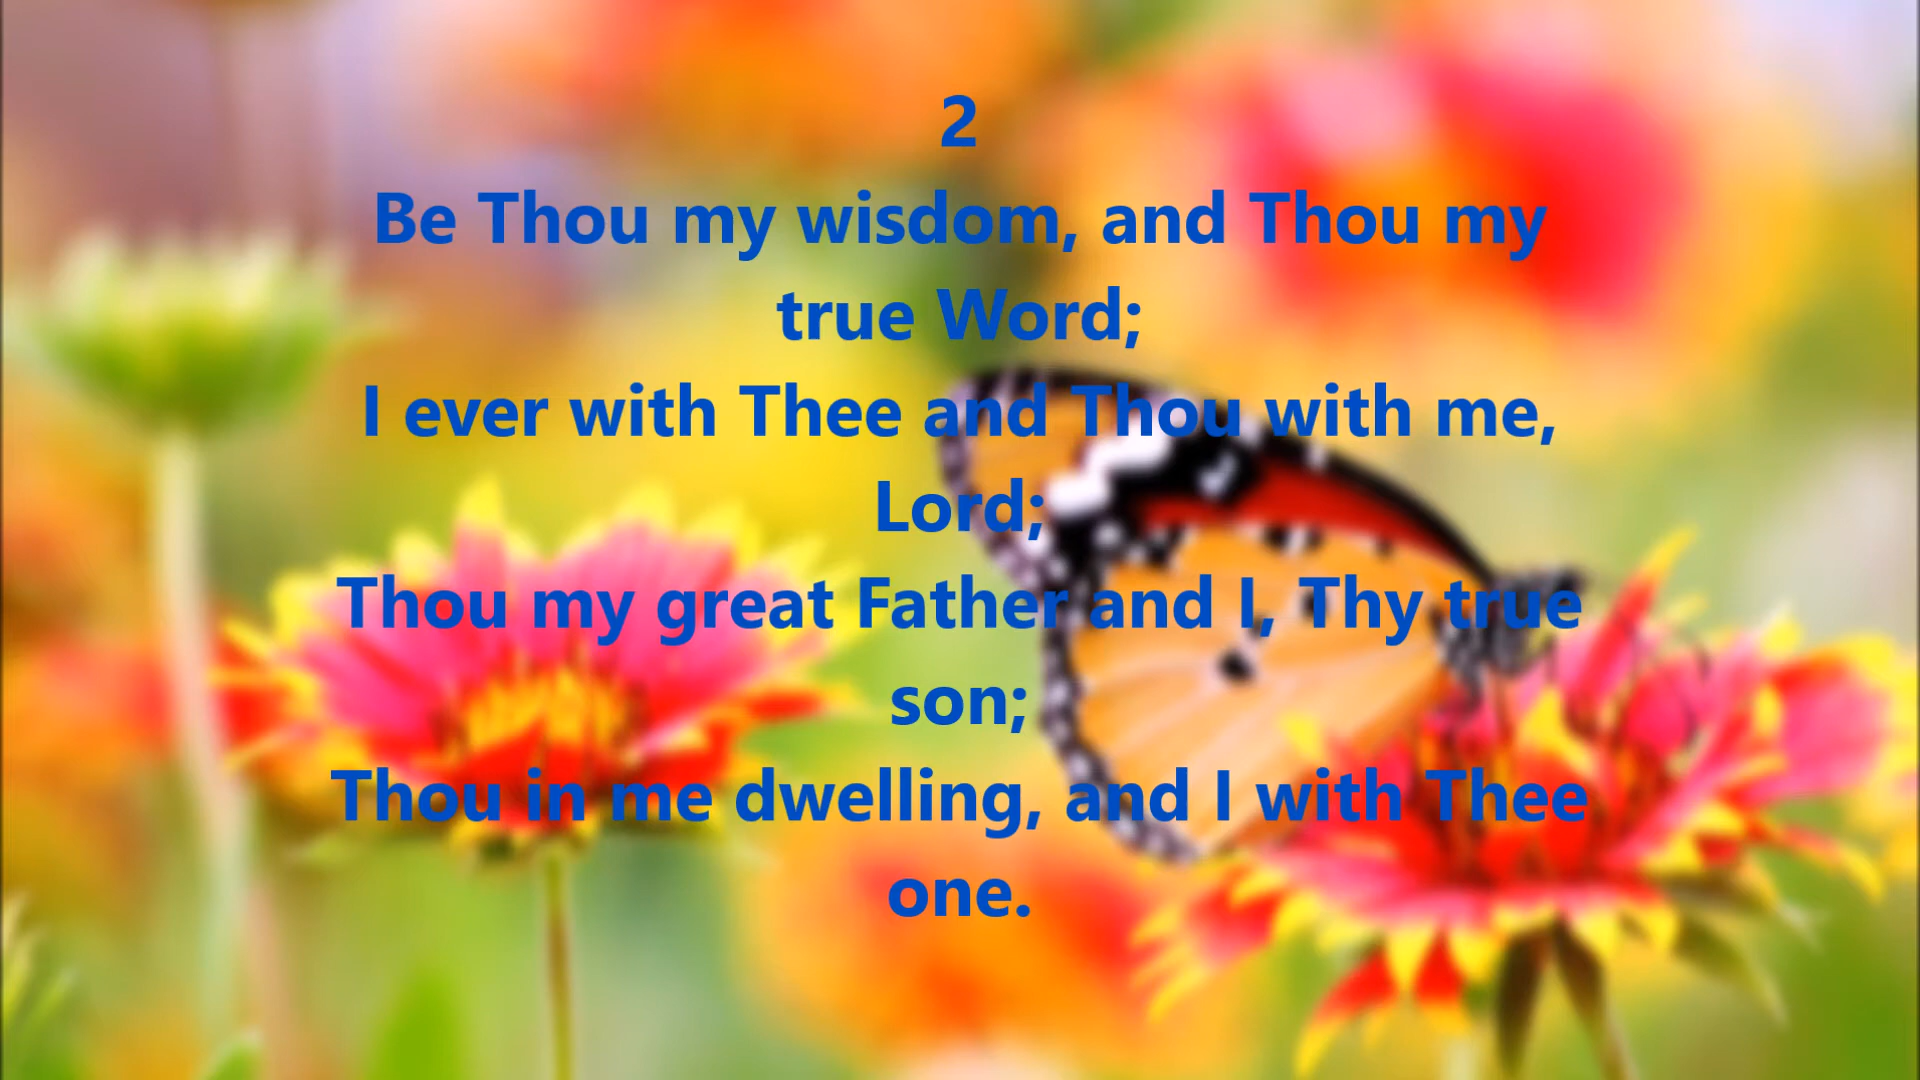 2
Be Thou my wisdom, and Thou my
true Word;
I ever with Thee and Thou with me,
Lord;
Thou my great Father and I, Thy true
son;
Thou in me dwelling, and I with Thee
one.